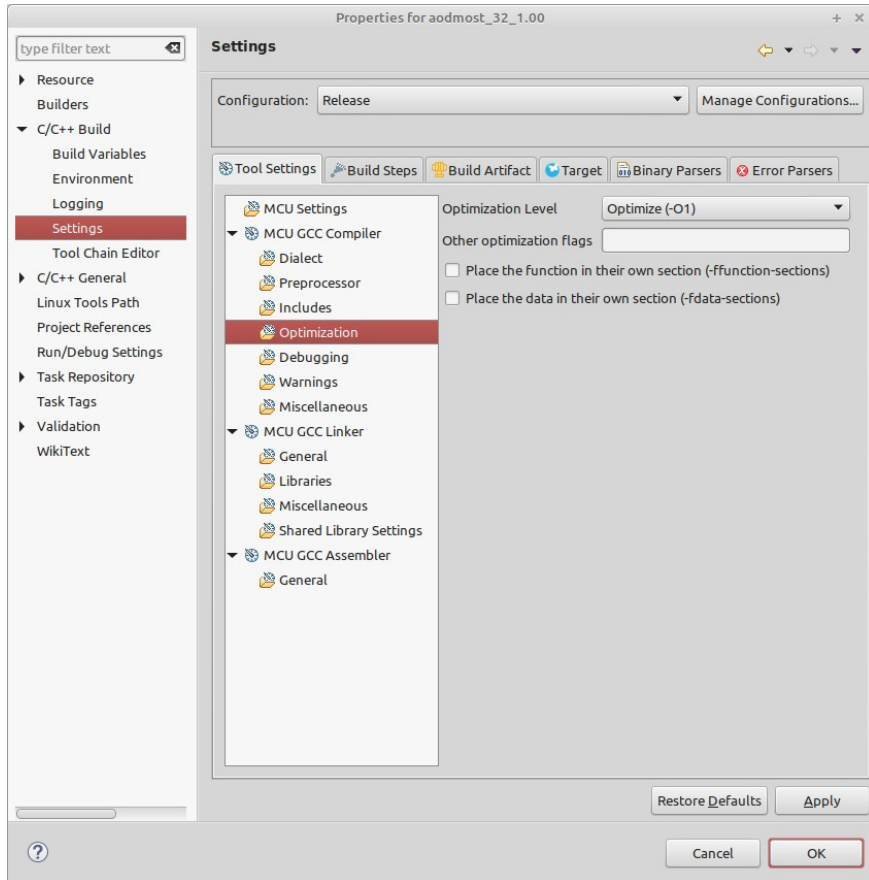 Properties for aodmost_32_1.00
type filter text
Settings
Resource
Builders
C/C++ Build
Build Variables
Environment
Logging
Settings
Tool Chain Editor
C/C++ General
Linux Tools Path
Project References
Run/Debug Settings
Task Repository
Task Tags
Validation
WikiText
Configuration: Release Manage Configurations...
Tool Settings Build Steps Build Artifact Target Binary Parsers Error Parsers
MCU Settings
MCU GCC Compiler
Dialect
Preprocessor
Includes
Optimization
Debugging
Warnings
Miscellaneous
MCU GCC Linker
General
Libraries
Miscellaneous
Shared Library Settings
MCU GCC Assembler
General
Optimization Level Optimize (-O1)
Other optimization flags
Place the function in their own section (-ffunction-sections)
Place the data in their own section (-fdata-sections)
Restore Defaults Apply
Cancel OK